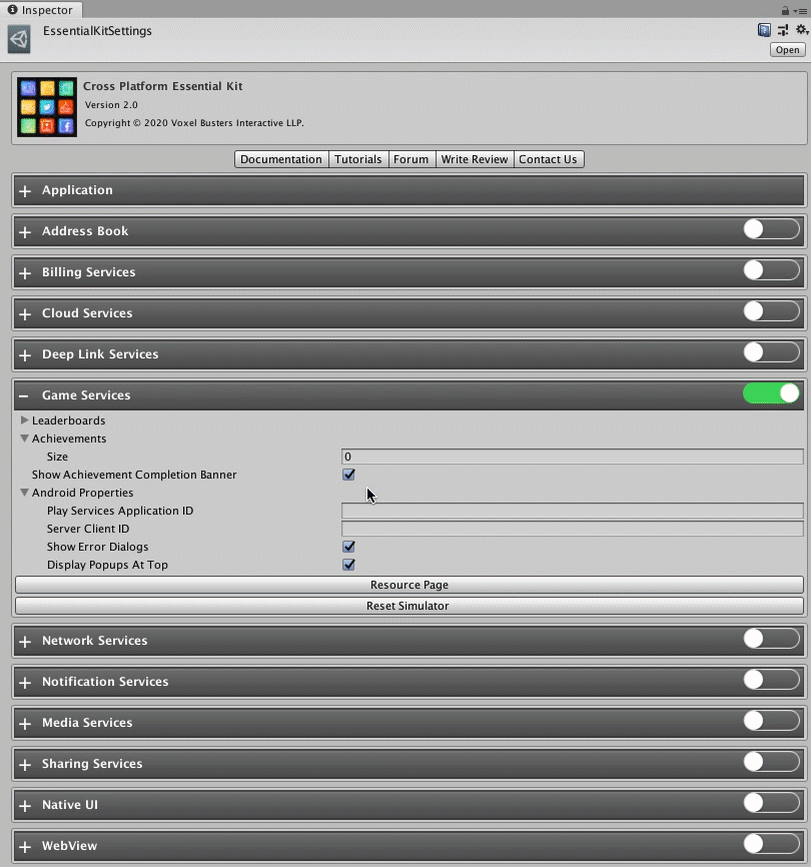 Inspector
EssentialKitSettings
Open
Cross Platform Essential Kit
Version 2.0
Copyright © 2020 Voxel Busters Interactive LLP.
Documentation Tutorials Forum Write Review Contact Us
Application
Address Book
Billing Services
Cloud Services
Deep Link Services
Game Services
Leaderboards
Achievements
Size 0
Show Achievement Completion Banner
Android Properties
Play Services Application ID
Server Client ID
Show Error Dialogs
Display Popups At Top
Resource Page
Reset Simulator
Network Services
Notification Services
Media Services
Sharing Services
Native UI
WebView